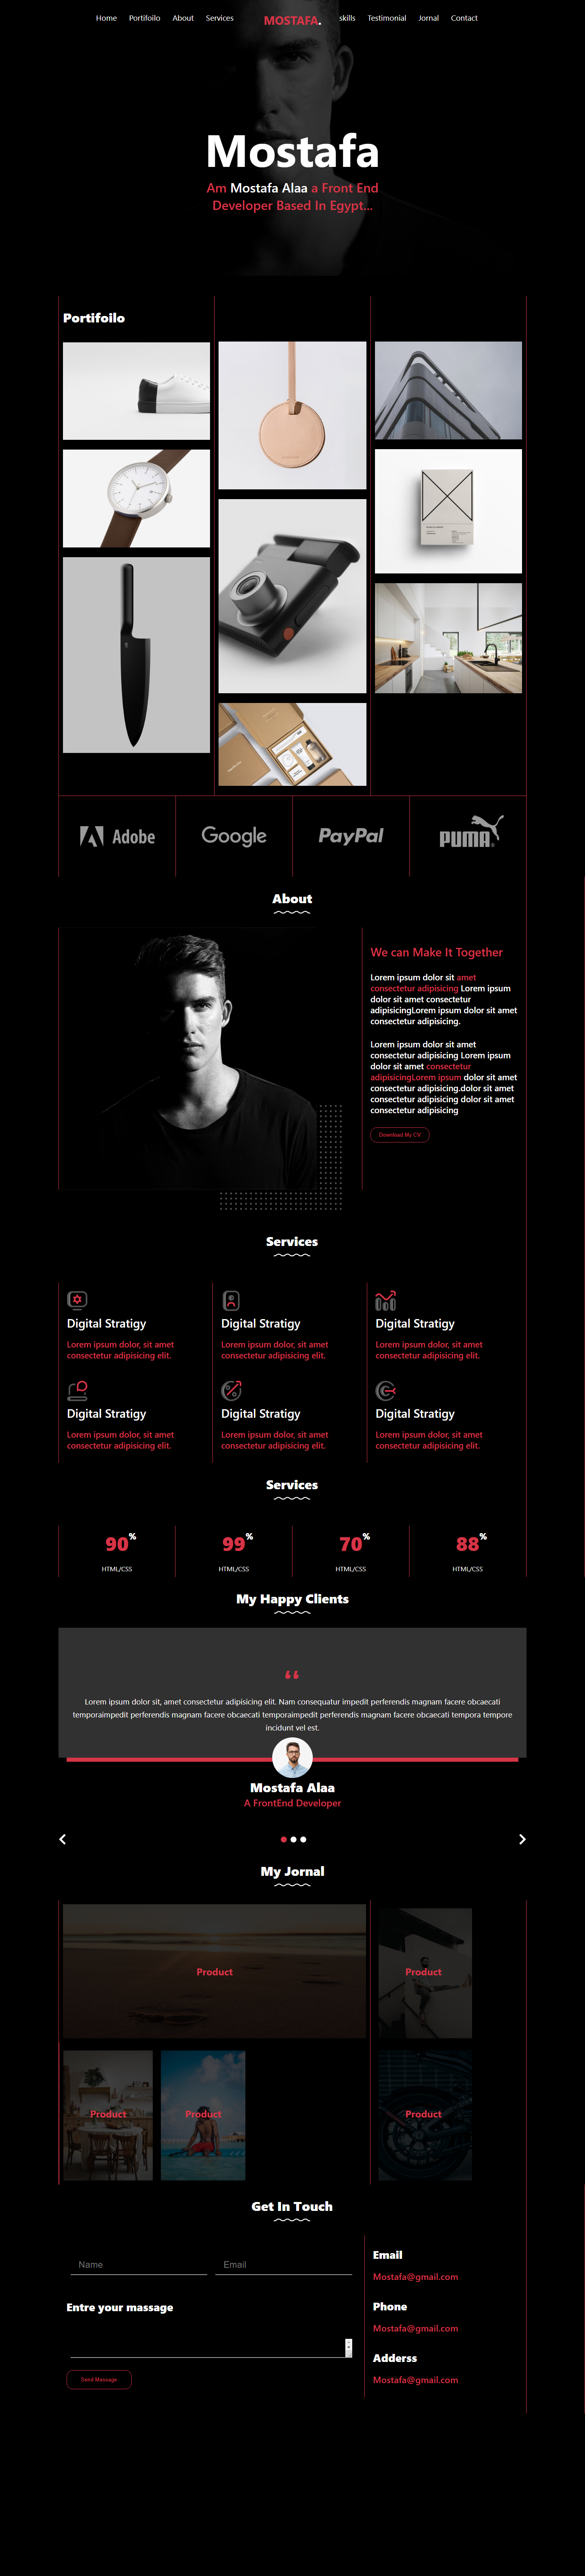 Home Portifoilo About Services MOSTAFA. skills Testimonial Jornal Contact
Mostafa
Am Mostafa Alaa a Front End
Developer Based In Egypt...
Portifoilo
Adobe Google PayPal PUMA
About
We can Make It Together
Lorem ipsum dolor sit amet
consectetur adipisicing Lorem ipsum
dolor sit amet consectetur
adipisicingLorem ipsum dolor sit amet
consectetur adipisicing.
Lorem ipsum dolor sit amet
consectetur adipisicing Lorem ipsum
dolor sit amet consectetur
adipisicingLorem ipsum dolor sit amet
consectetur adipisicing.dolor sit amet
consectetur adipisicing dolor sit amet
consectetur adipisicing
Download My CV
Services
Digital Stratigy
Lorem ipsum dolor, sit amet
consectetur adipisicing elit.
Digital Stratigy
Lorem ipsum dolor, sit amet
consectetur adipisicing elit.
Digital Stratigy
Lorem ipsum dolor, sit amet
consectetur adipisicing elit.
Digital Stratigy
Lorem ipsum dolor, sit amet
consectetur adipisicing elit.
Digital Stratigy
Lorem ipsum dolor, sit amet
consectetur adipisicing elit.
Digital Stratigy
Lorem ipsum dolor, sit amet
consectetur adipisicing elit.
Services
90% 99% 70% 88%
HTML/CSS HTML/CSS HTML/CSS HTML/CSS
My Happy Clients
“
Lorem ipsum dolor sit, amet consectetur adipisicing elit. Nam consequatur impedit perferendis magnam facere obcaecati
temporaimpedit perferendis magnam facere obcaecati temporaimpedit perferendis magnam facere obcaecati tempora tempore
incidunt vel est.
Mostafa Alaa
A FrontEnd Developer
My Jornal
Product Product
Product Product Product
Get In Touch
Name Email
Entre your massage
Send Massage
Email
Mostafa@gmail.com
Phone
Mostafa@gmail.com
Adderss
Mostafa@gmail.com